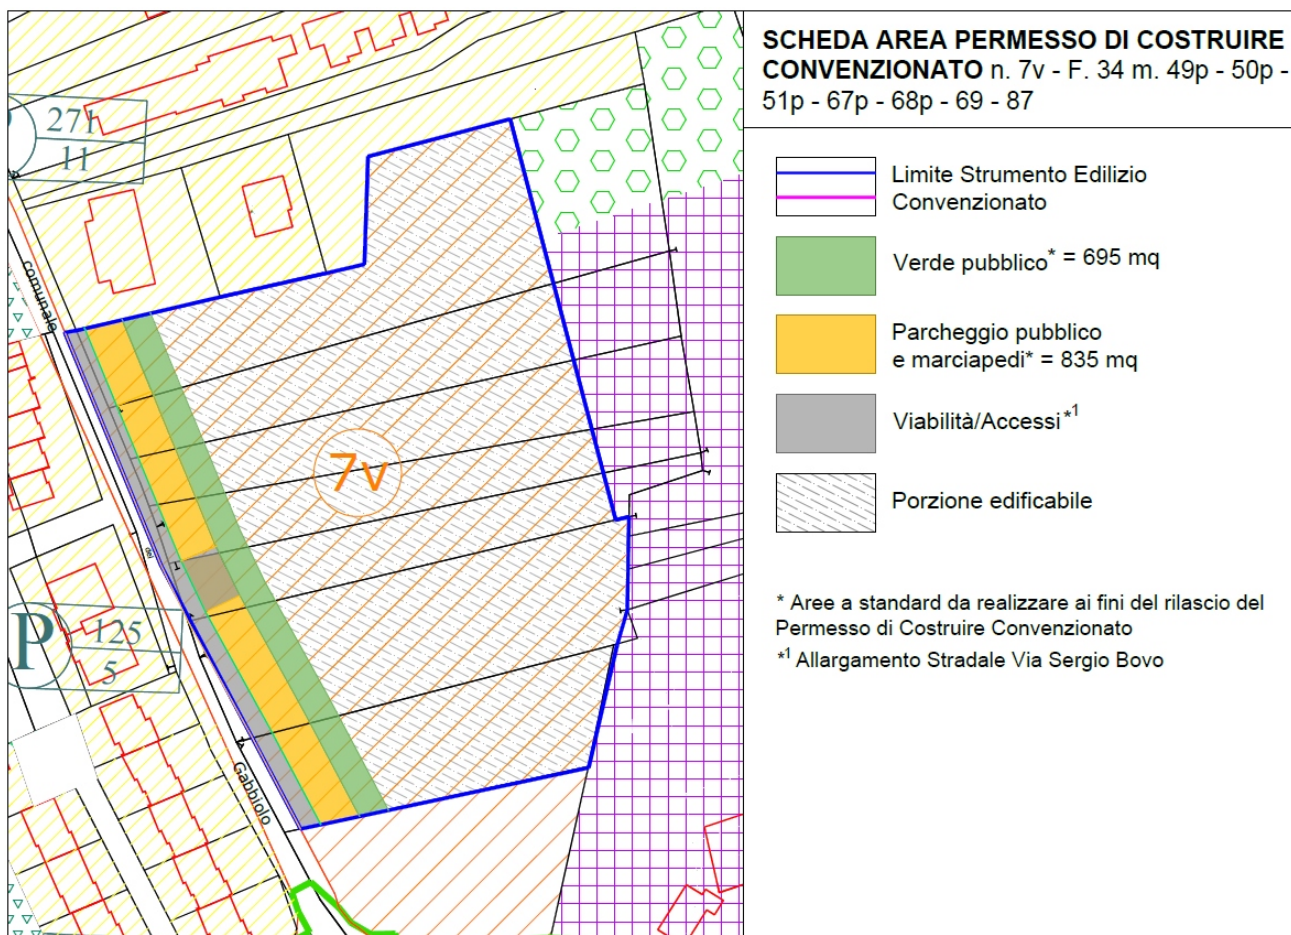 SCHEDA AREA PERMESSO DI COSTRUIRE
CONVENZIONATO n. 7v - F. 34 m. 49p - 50p -
51p - 67p - 68p - 69 - 87
Limite Strumento Edilizio
Convenzionato
Verde pubblico* = 695 mq
Parcheggio pubblico
e marciapedi* = 835 mq
Viabilità/Accessi*1
Porzione edificabile
* Aree a standard da realizzare ai fini del rilascio del
Permesso di Costruire Convenzionato
*1 Allargamento Stradale Via Sergio Bovo
271
11
comunale
del
7v
P
125
5
Gabbiolo